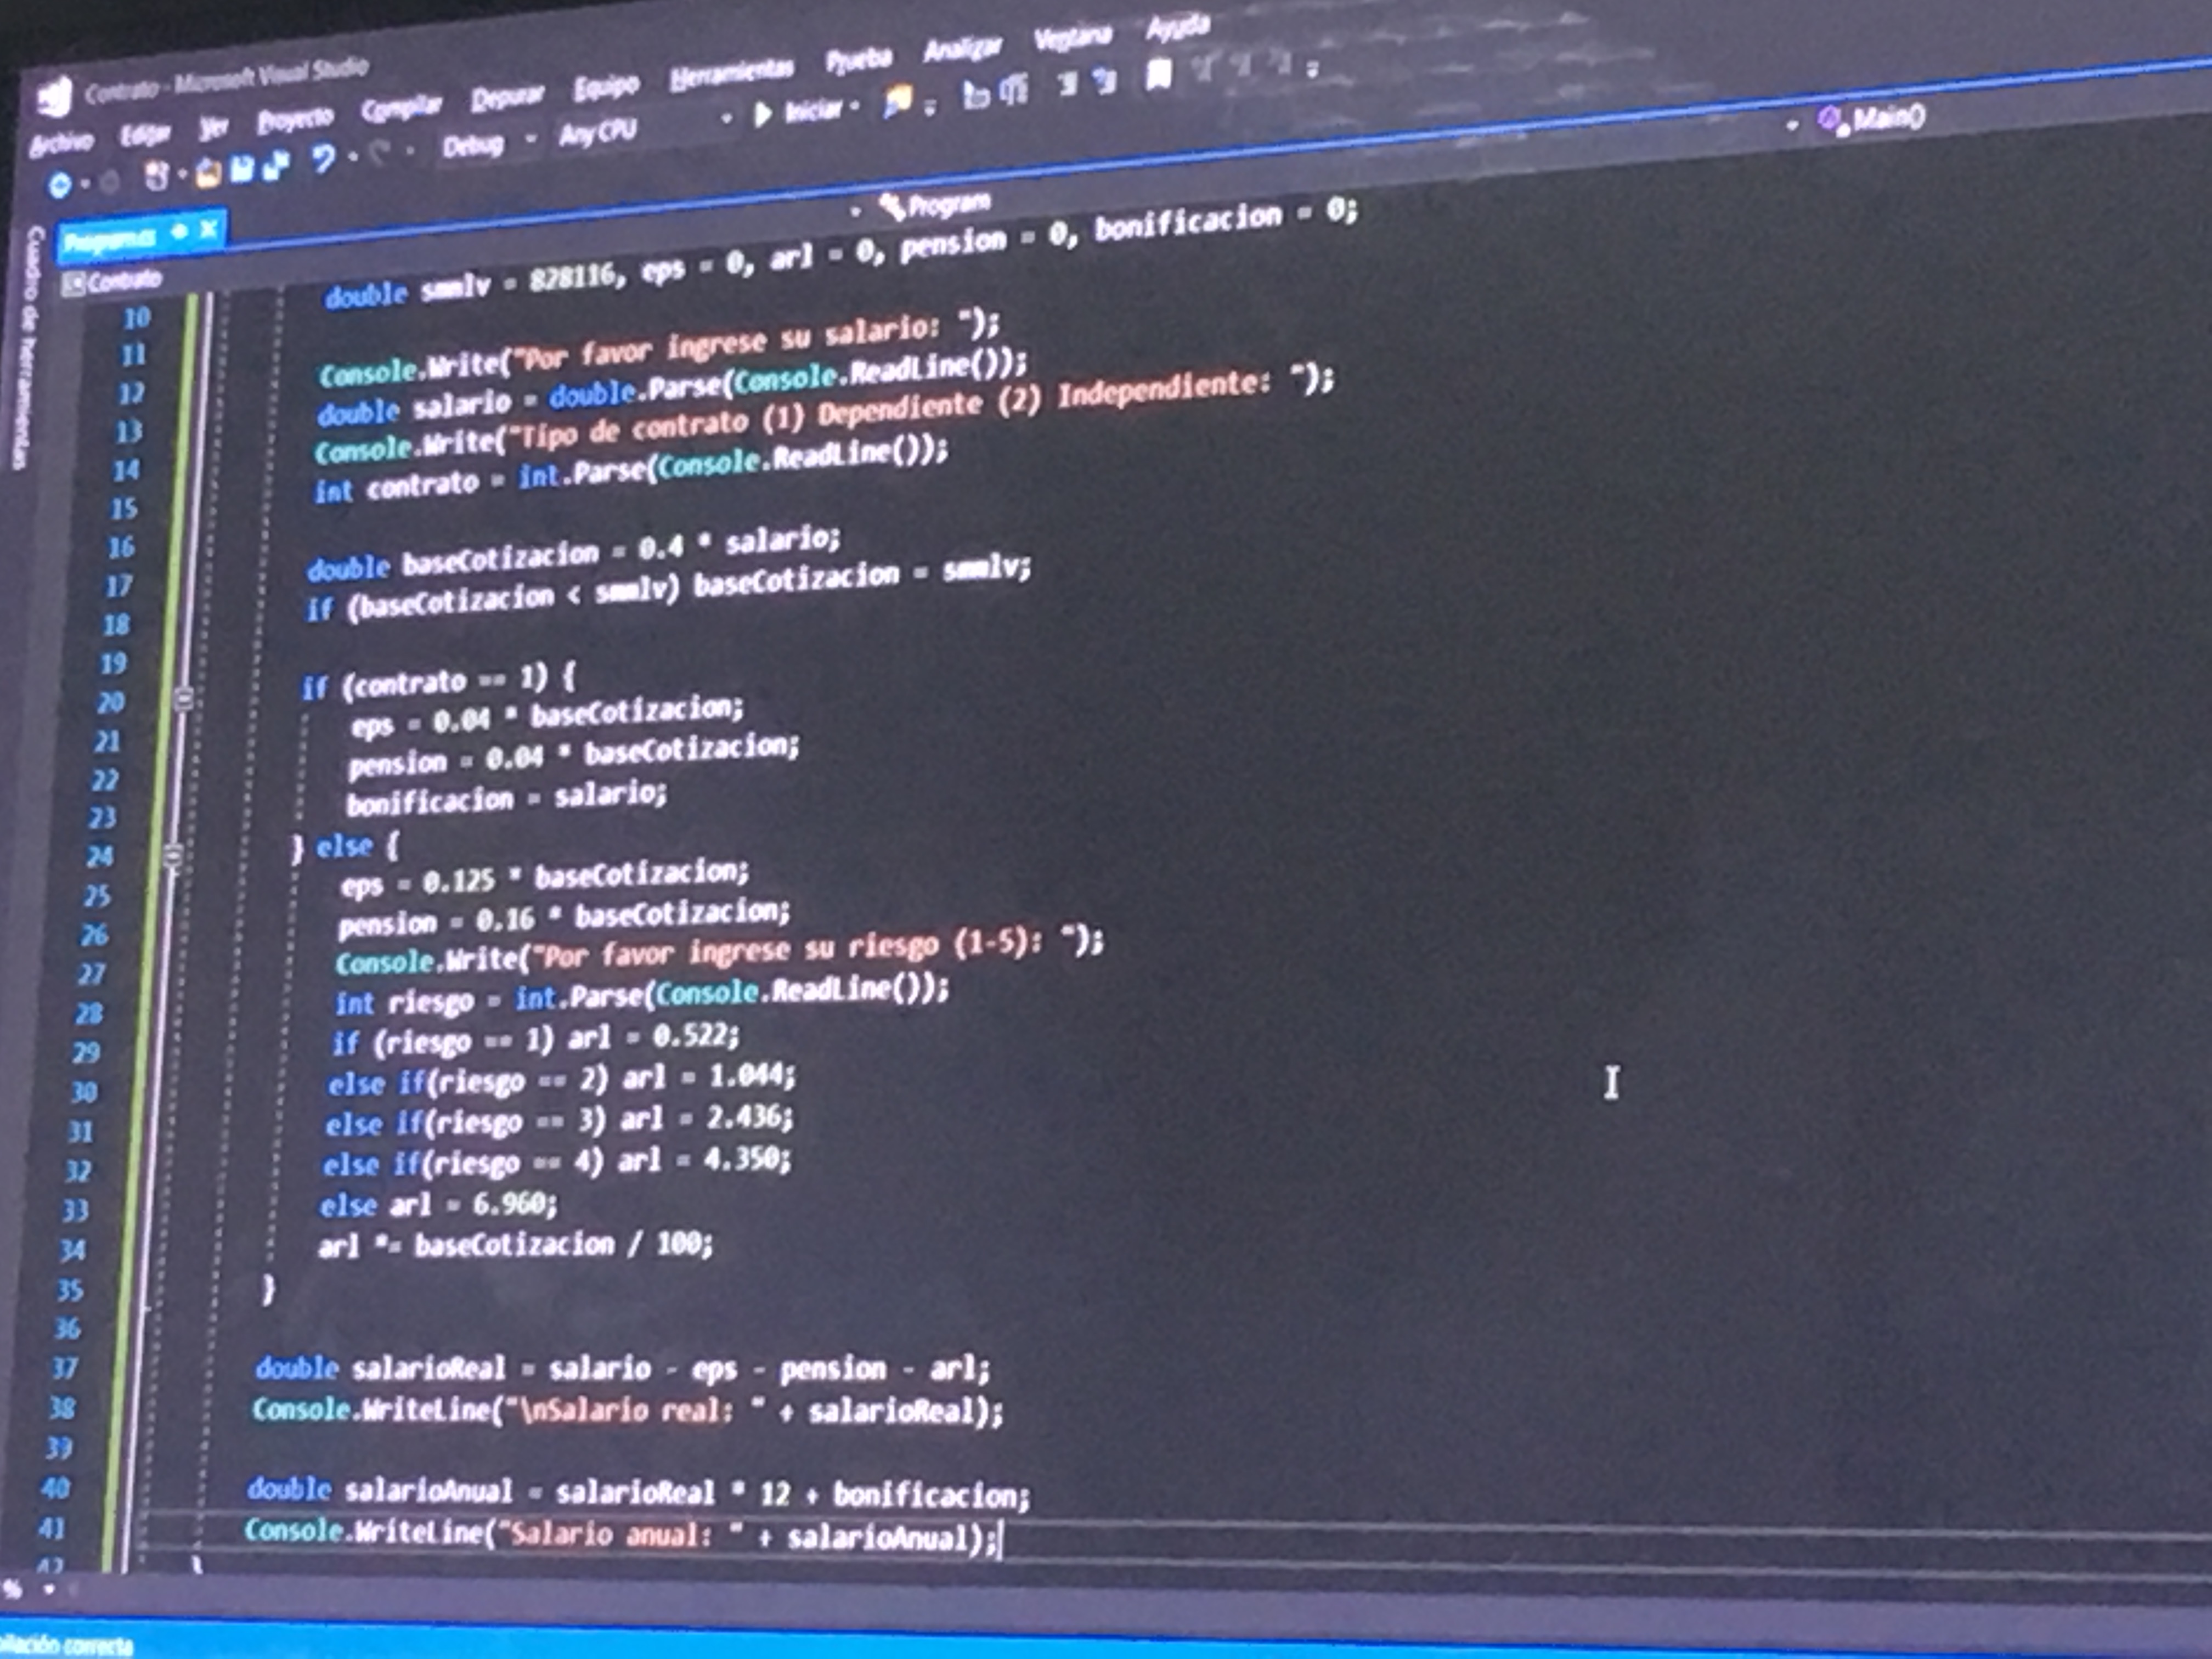 Contrato - Microsoft Visual Studio
Archivo Editar Ver Proyecto Compilar Depurar Equipo Herramientas Prueba Analizar Ventana Ayuda
Debug Any CPU Iniciar
Cuadro de herramientas
Program.cs
Contrato Program Main()
10 double smmlv = 828116, eps = 0, arl = 0, pension = 0, bonificacion = 0;
11
12 Console.Write("Por favor ingrese su salario: ");
13 double salario = double.Parse(Console.ReadLine());
14 Console.Write("Tipo de contrato (1) Dependiente (2) Independiente: ");
15 int contrato = int.Parse(Console.ReadLine());
16
17 double baseCotizacion = 0.4 * salario;
18 if (baseCotizacion < smmlv) baseCotizacion = smmlv;
19
20 if (contrato == 1) {
21 eps = 0.04 * baseCotizacion;
22 pension = 0.04 * baseCotizacion;
23 bonificacion = salario;
24 } else {
25 eps = 0.125 * baseCotizacion;
26 pension = 0.16 * baseCotizacion;
27 Console.Write("Por favor ingrese su riesgo (1-5): ");
28 int riesgo = int.Parse(Console.ReadLine());
29 if (riesgo == 1) arl = 0.522;
30 else if(riesgo == 2) arl = 1.044;
31 else if(riesgo == 3) arl = 2.436;
32 else if(riesgo == 4) arl = 4.350;
33 else arl = 6.960;
34 arl *= baseCotizacion / 100;
35 }
36
37 double salarioReal = salario - eps - pension - arl;
38 Console.WriteLine("\nSalario real: " + salarioReal);
39
40 double salarioAnual = salarioReal * 12 + bonificacion;
41 Console.WriteLine("Salario anual: " + salarioAnual);
42 }
%
correcta